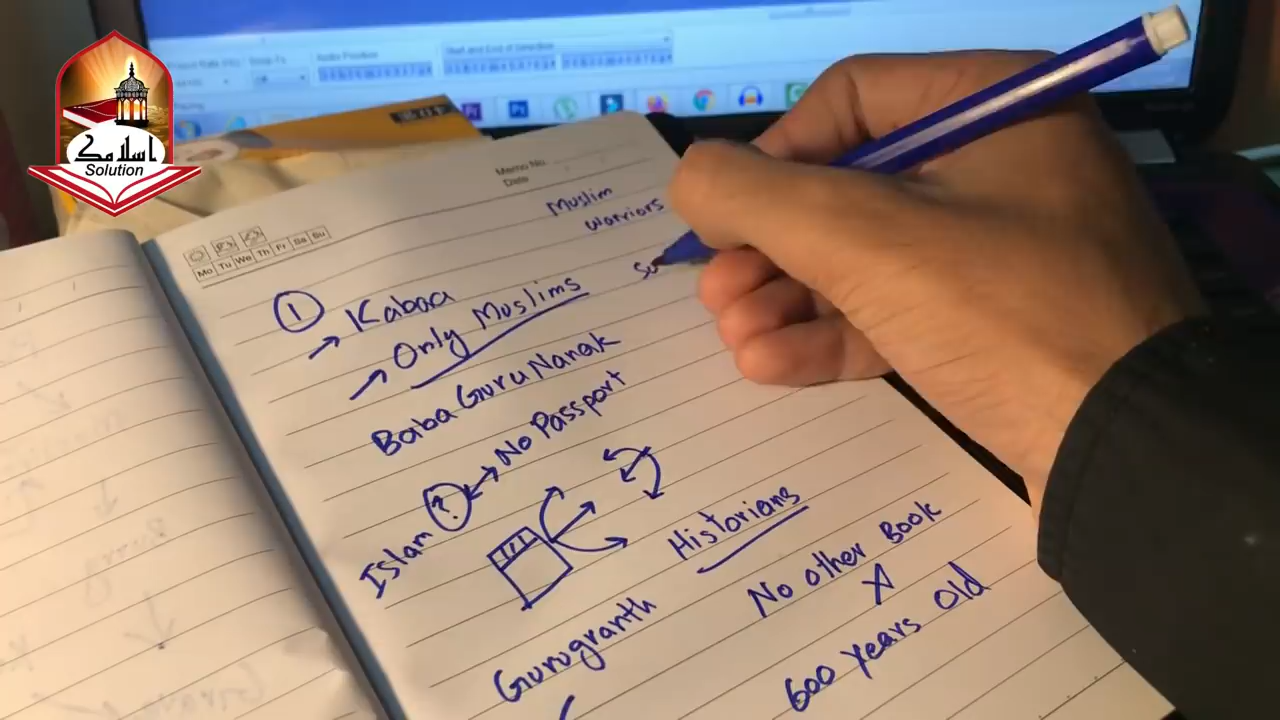 اسلامک
Solution
Memo No.
Date
Mo Tu We Th Fr Sa Su
Muslim
Warriors
① Kabaa
Only Muslims
Baba Guru Nanak
Islam ? No Passport
Historians
Gurugranth
No other Book
X
600 Years Old